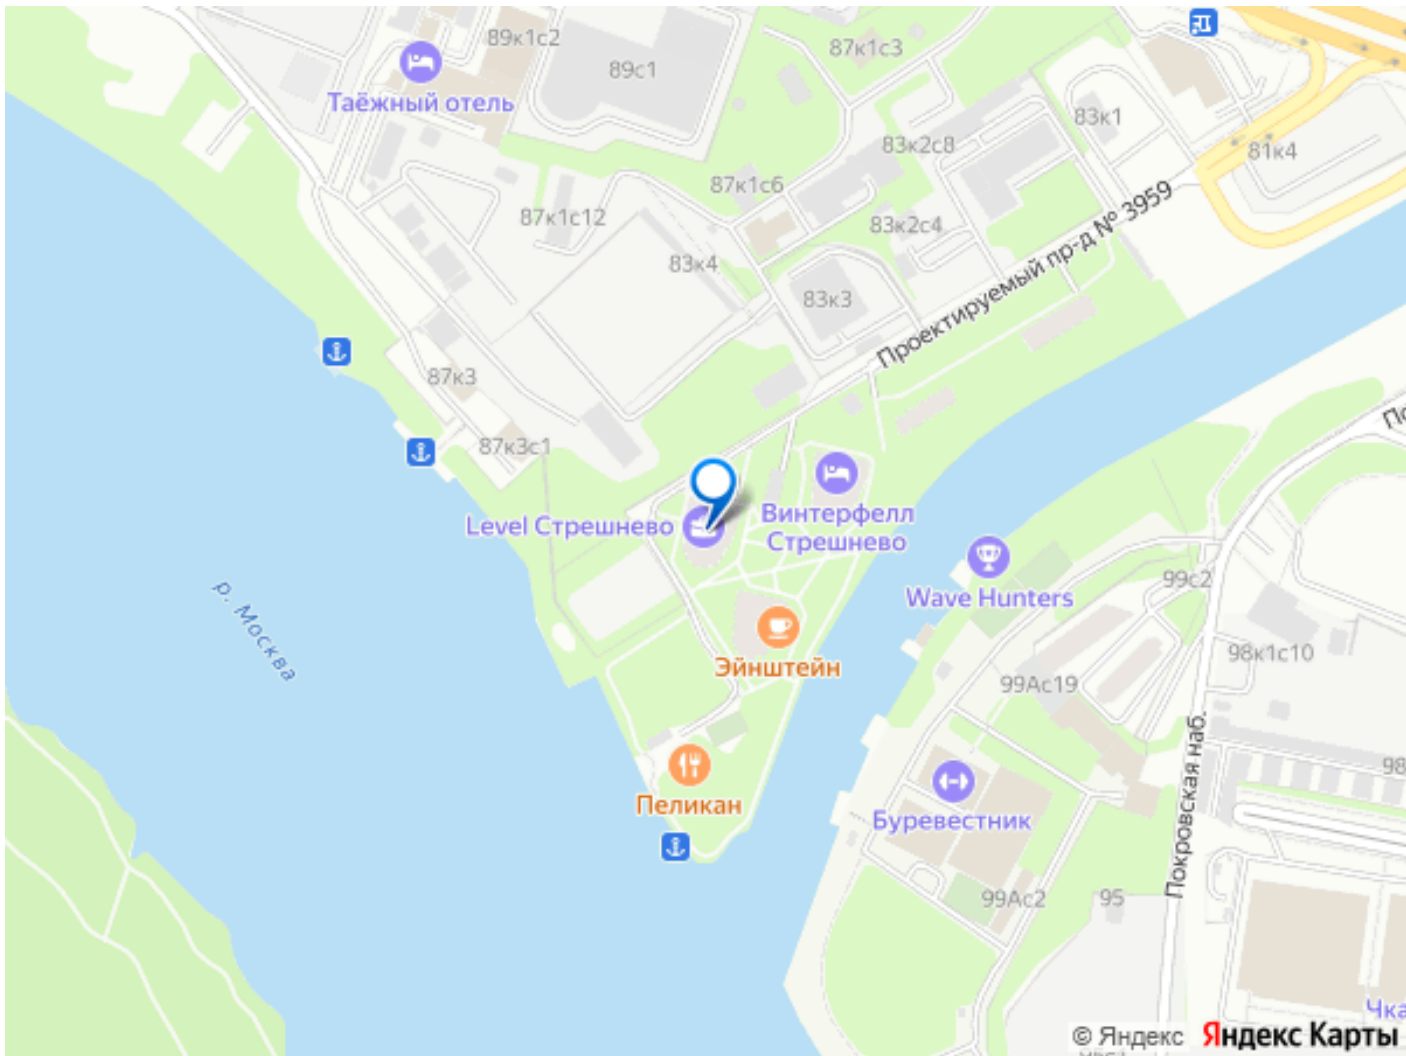 89к1с2
87к1с3
89с1
Таёжный отель
83к1
83к2с8
81к4
87к1с6
87к1с12
83к2с4
Проектируемый пр-д № 3959
83к4
83к3
87к3
87к3с1
Level Стрешнево
Винтерфелл
Стрешнево
Wave Hunters
99с2
р. Москва
Эйнштейн
98к1с10
99Ас19
Пеликан
Буревестник
Покровская наб.
98
99Ас2
95
Чка
© Яндекс Яндекс Карты